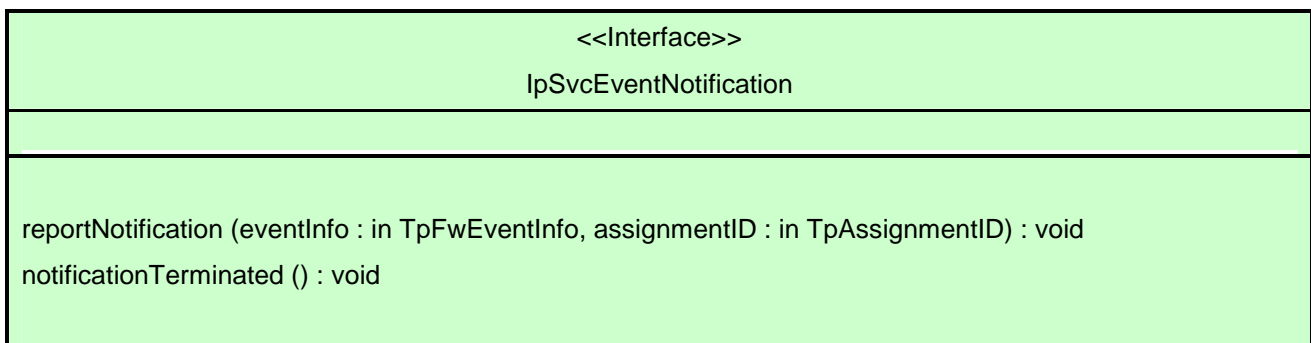 <<Interface>>
IpSvcEventNotification
reportNotification (eventInfo : in TpFwEventInfo, assignmentID : in TpAssignmentID) : void
notificationTerminated () : void